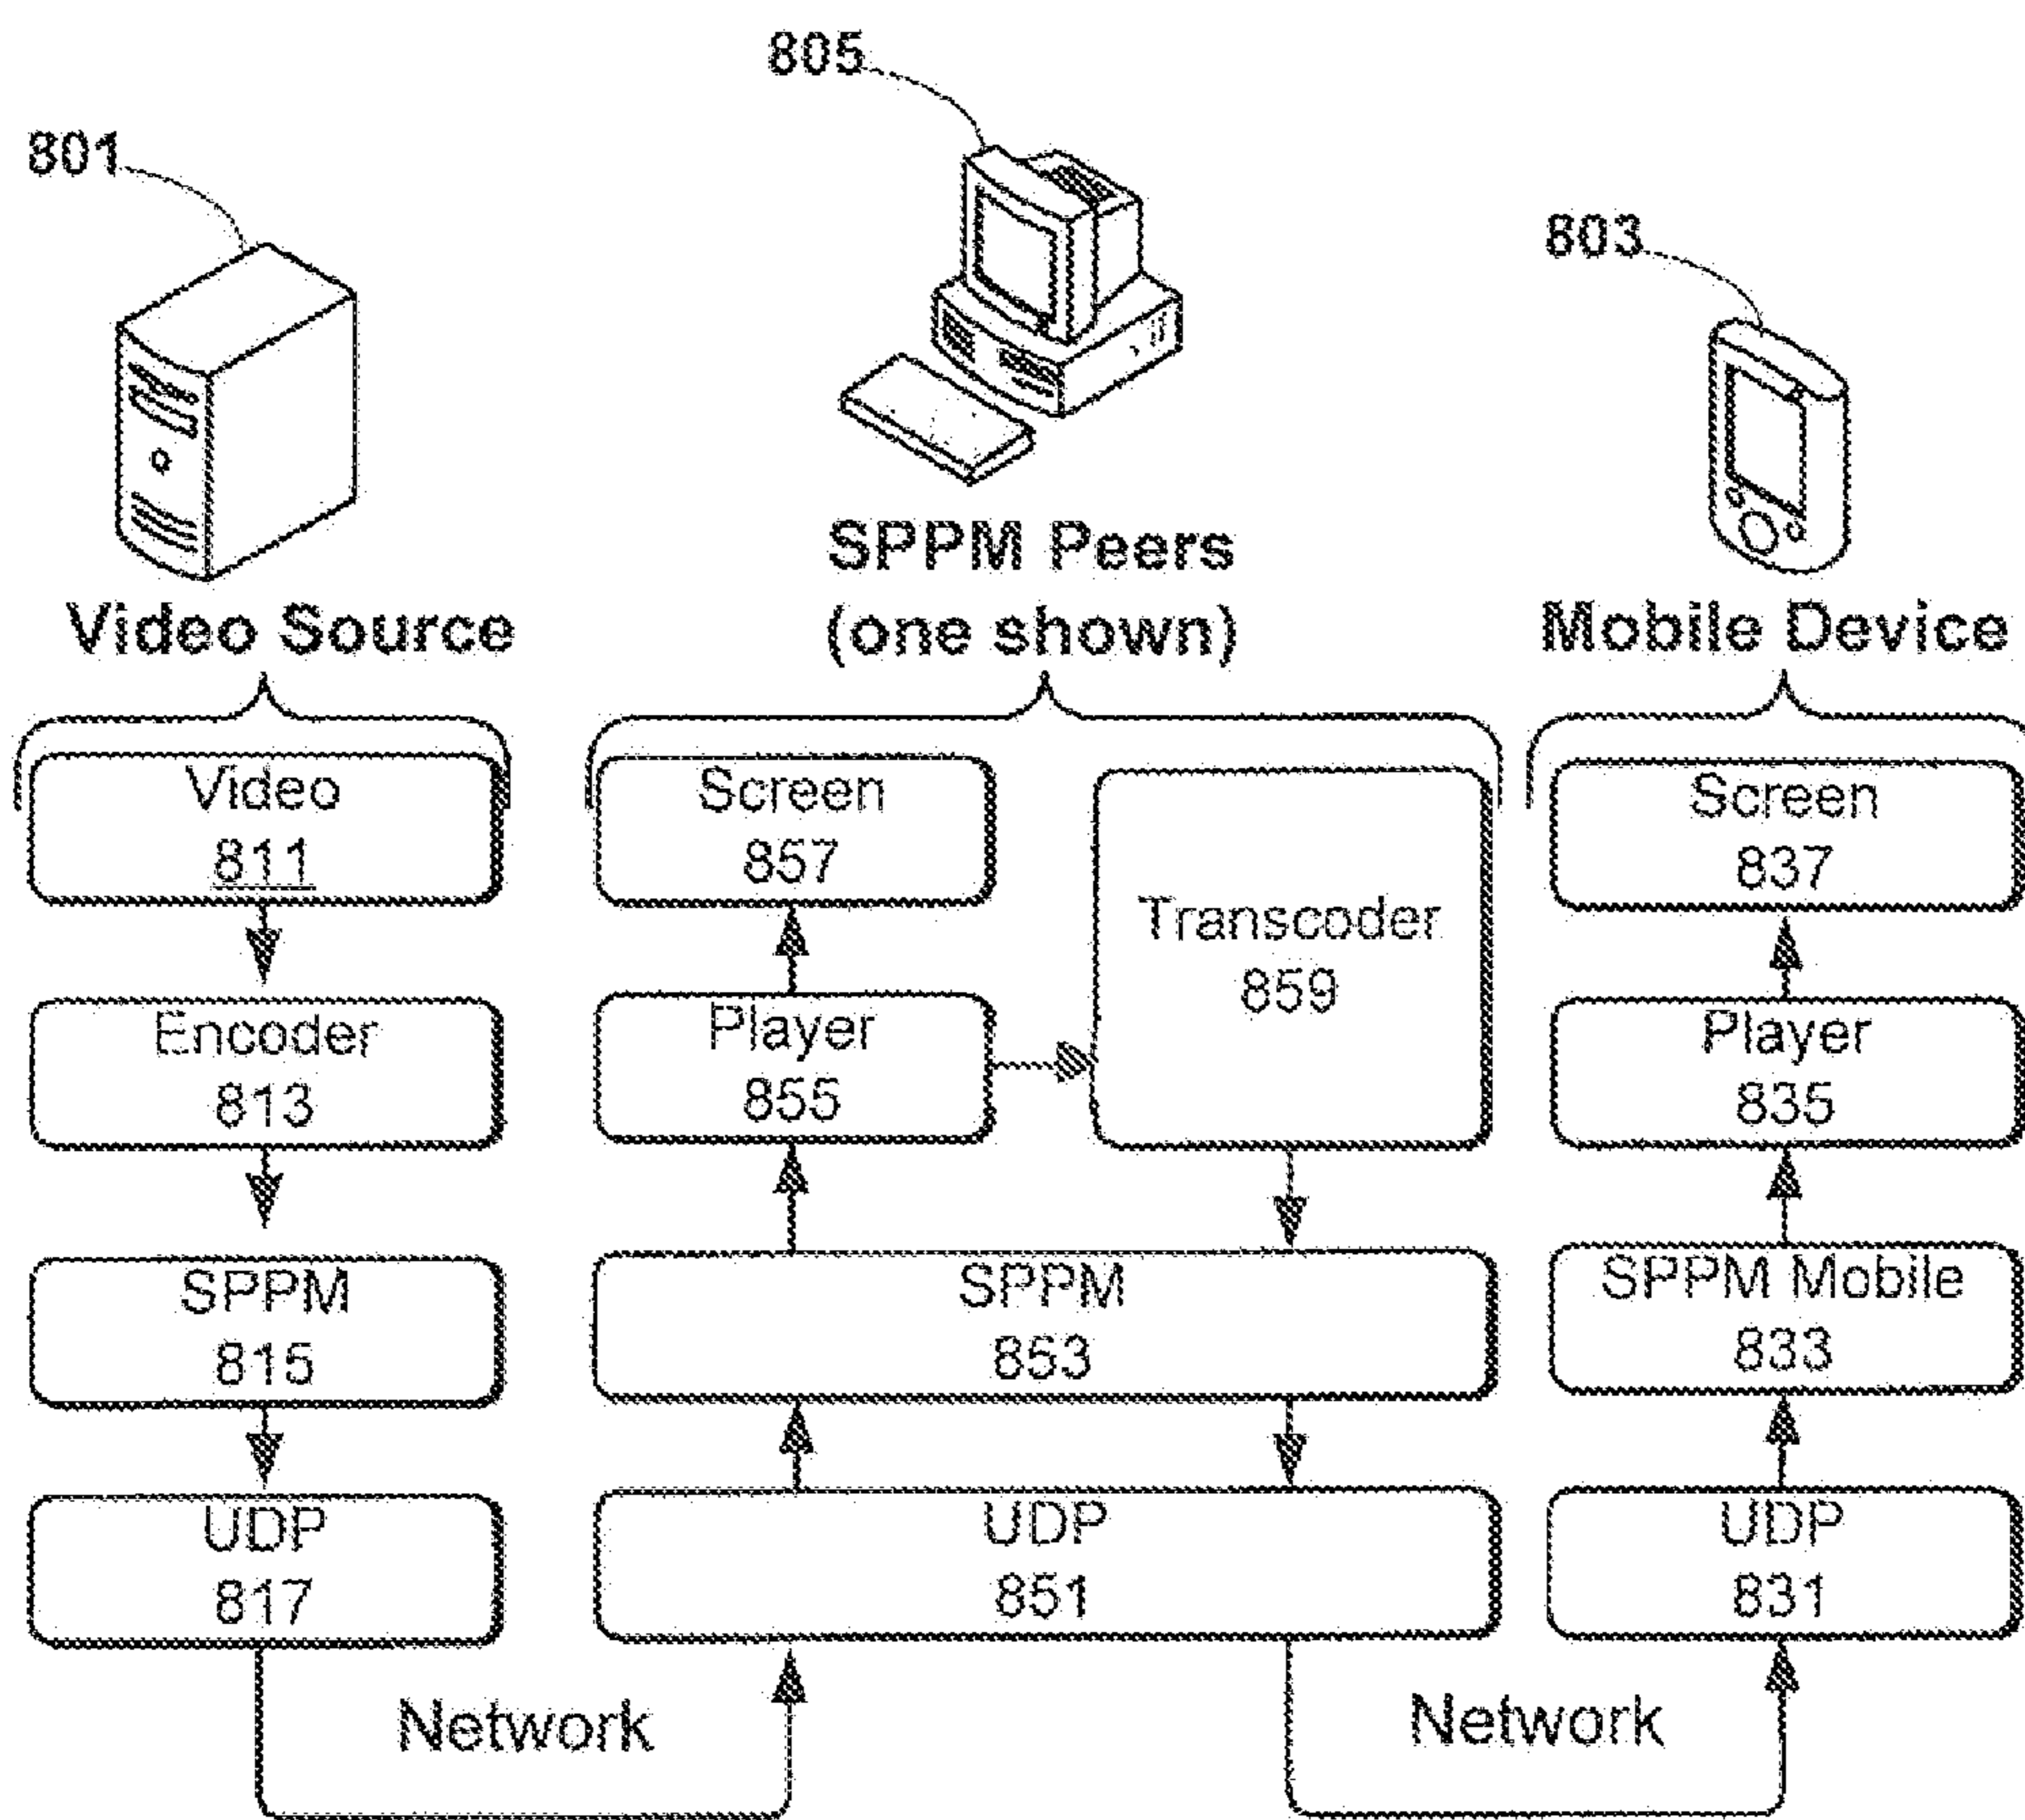 805
801
803
SPPM Peers
(one shown)
Video Source
Mobile Device
Video
811
Encoder
813
SPPM
815
UDP
817
Screen
857
Transcoder
859
Player
855
SPPM
853
UDP
851
Screen
837
Player
835
SPPM Mobile
833
UDP
831
Network
Network